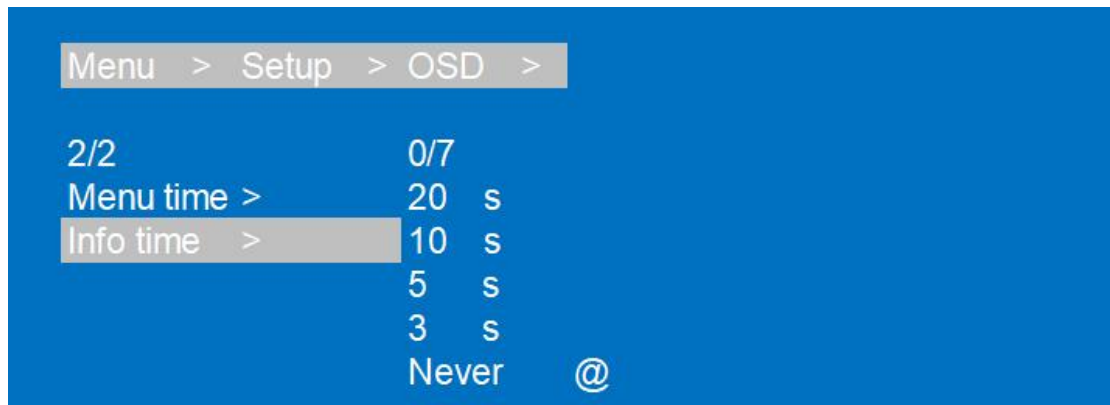 Menu > Setup > OSD >
2/2 0/7
Menu time > 20 s
Info time > 10 s
5 s
3 s
Never @